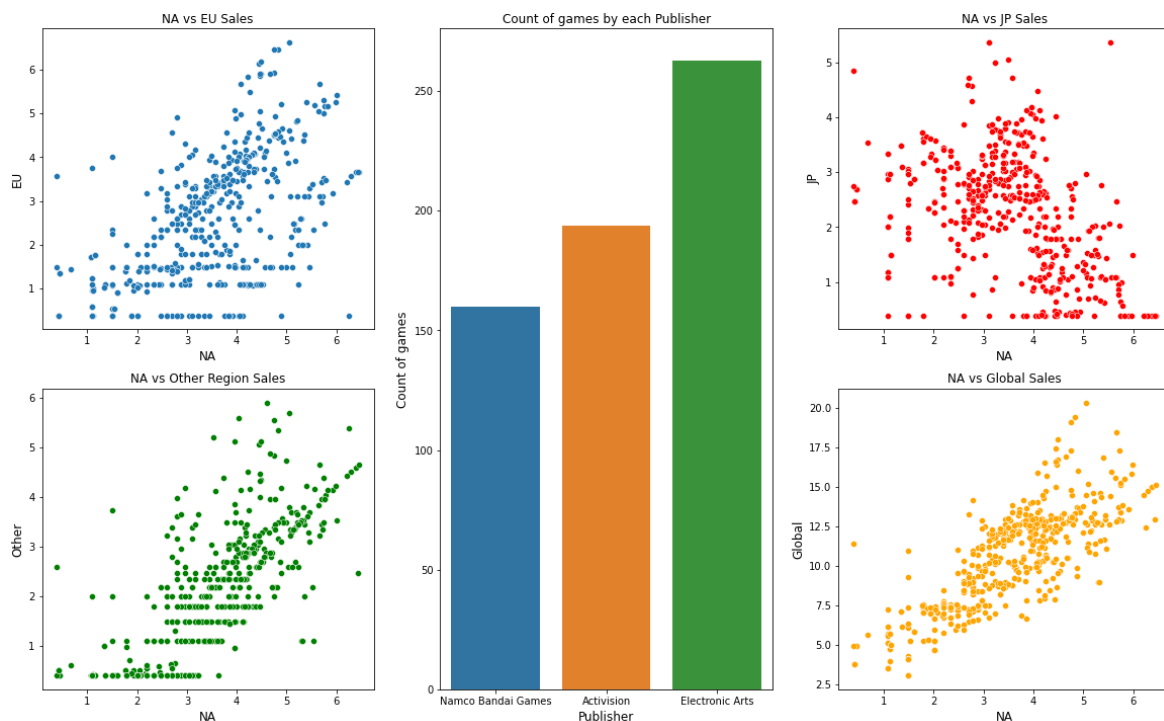 NA vs EU Sales
EU
6
5
4
3
2
1
1 2 3 4 5 6
NA
Count of games by each Publisher
Count of games
250
200
150
100
50
0
Namco Bandai Games Activision Electronic Arts
Publisher
NA vs JP Sales
JP
5
4
3
2
1
1 2 3 4 5 6
NA
NA vs Other Region Sales
Other
6
5
4
3
2
1
1 2 3 4 5 6
NA
NA vs Global Sales
Global
20.0
17.5
15.0
12.5
10.0
7.5
5.0
2.5
1 2 3 4 5 6
NA